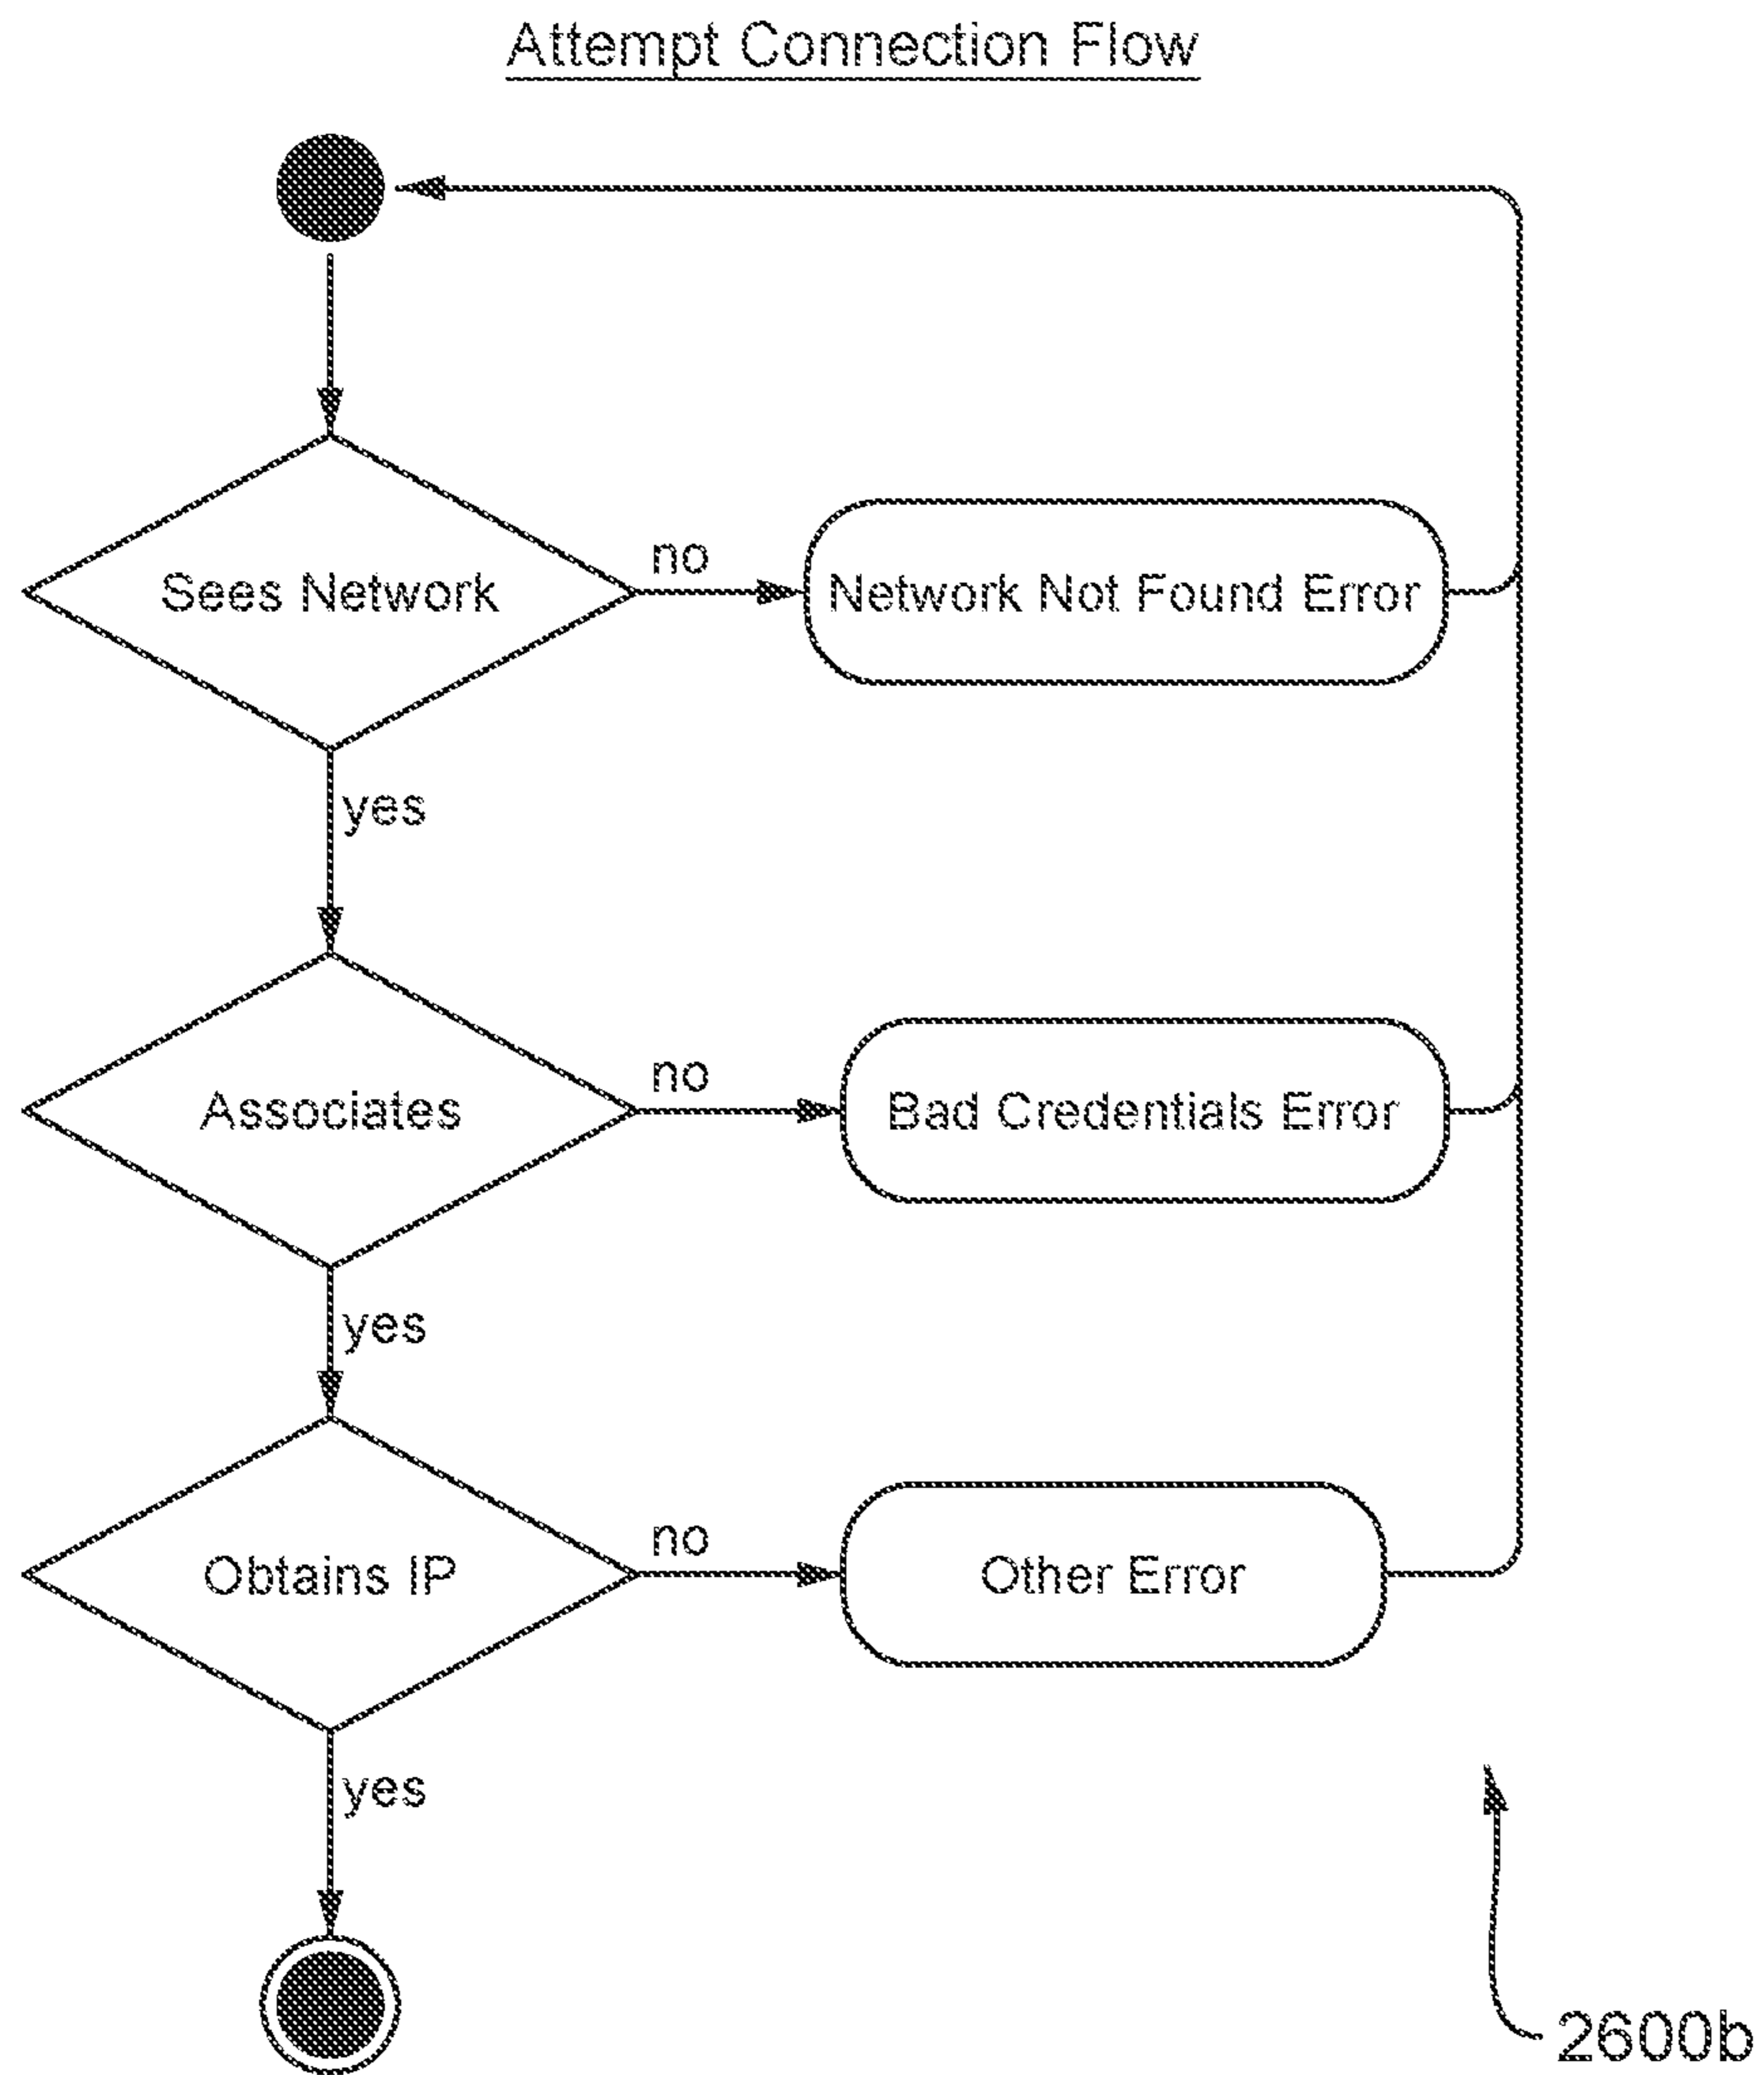 Attempt Connection Flow
Sees Network
no
Network Not Found Error
yes
Associates
no
Bad Credentials Error
yes
Obtains IP
no
Other Error
yes
2600b